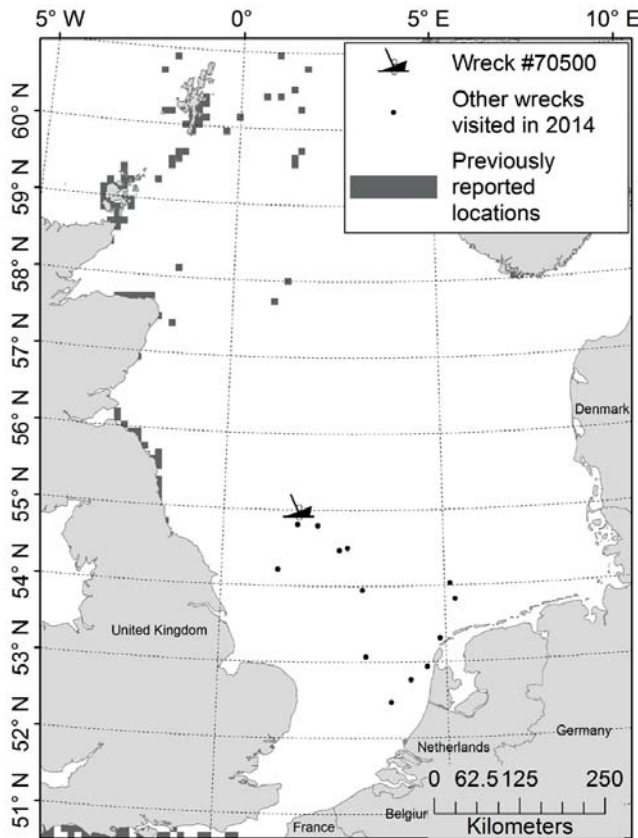 5° W 0° 5° E 10° E
Wreck #70500
Other wrecks
visited in 2014
Previously
reported
locations
60° N
59° N
58° N
57° N
56° N
55° N
54° N
53° N
52° N
51° N
Denmark
United Kingdom
Netherlands
Germany
Belgiur
France
0 62.5 125 250
Kilometers